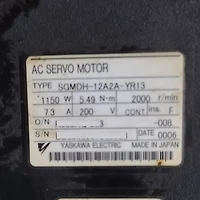 AC SERVO MOTOR
TYPE SGMDH-12A2A-YR13
1150 W 5.49 N·m 2000 r/min
7.3 A 200 V CONT ins. F
O/N 3 -008
S/N 0006
YASKAWA ELECTRIC MADE IN JAPAN